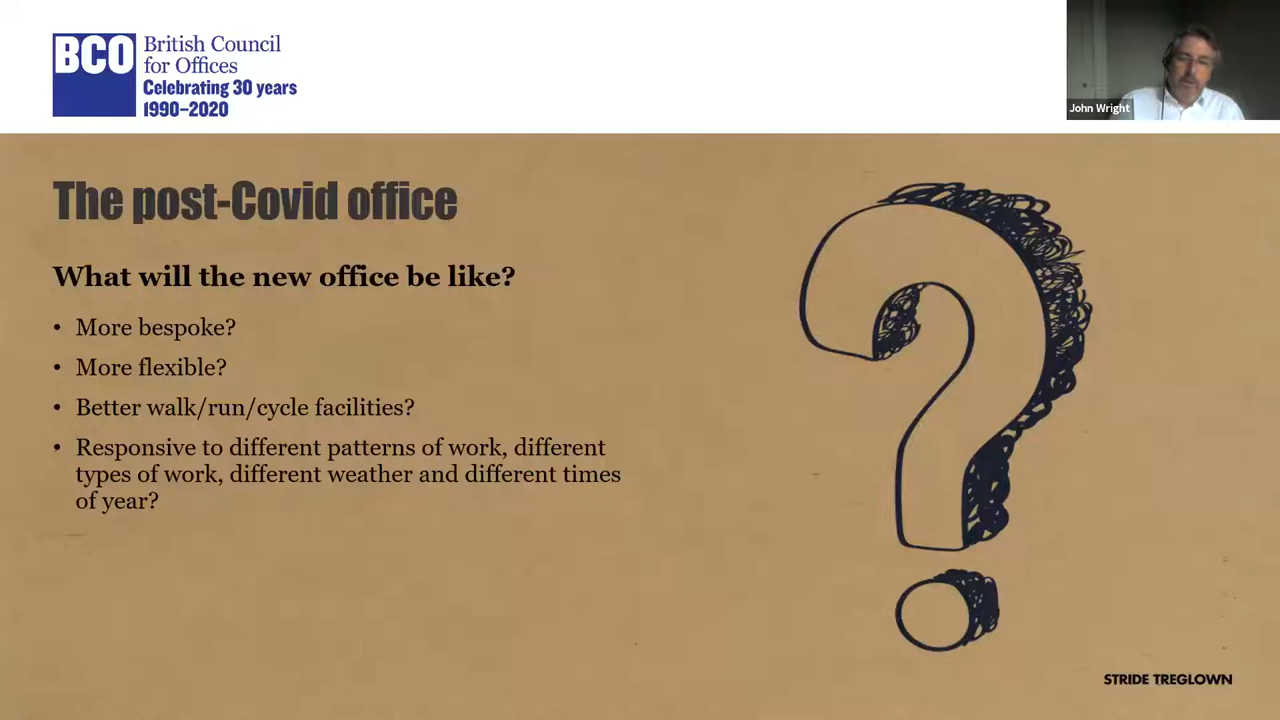 BCO
British Council
for Offices
Celebrating 30 years
1990–2020
John Wright
The post-Covid office
What will the new office be like?
• More bespoke?
• More flexible?
• Better walk/run/cycle facilities?
• Responsive to different patterns of work, different
types of work, different weather and different times
of year?
?
STRIDE TREGLOWN